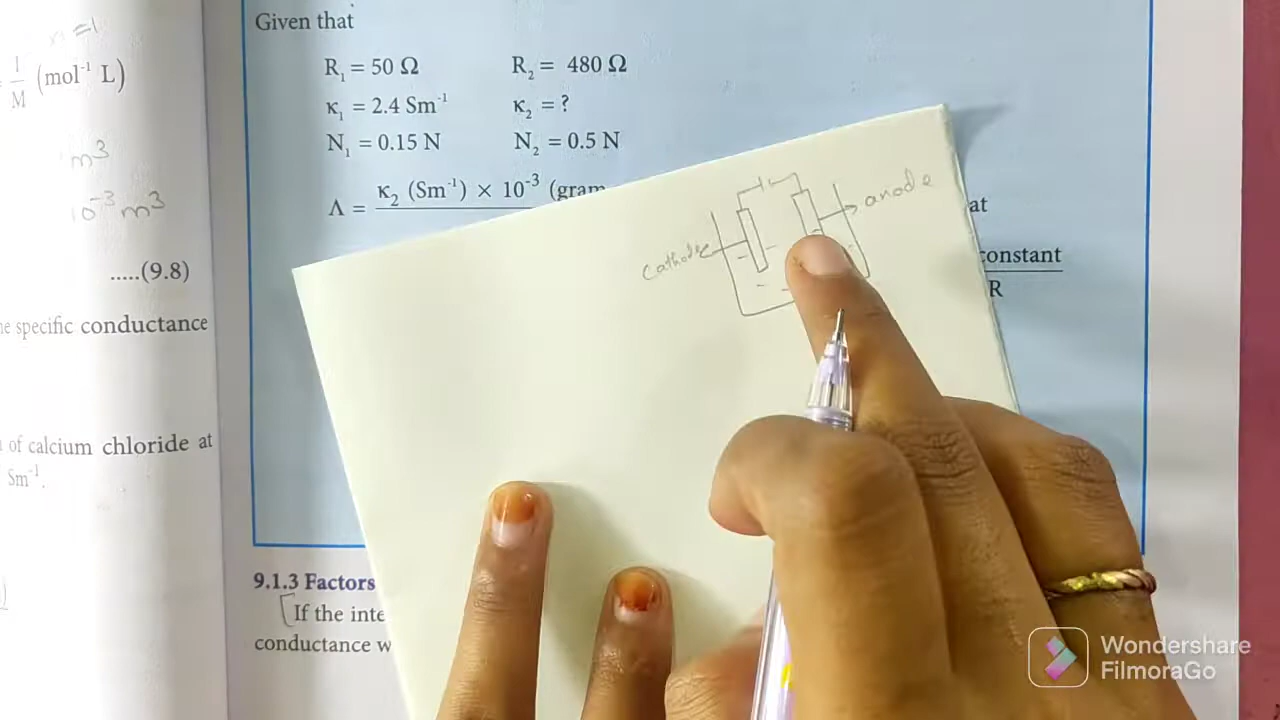 n = 1
1
M
(mol⁻¹ L)
m³
10⁻³ m³
.....(9.8)
specific conductance
of calcium chloride at
Sm⁻¹.
Given that
R₁ = 50 Ω R₂ = 480 Ω
κ₁ = 2.4 Sm⁻¹ κ₂ = ?
N₁ = 0.15 N N₂ = 0.5 N
Λ = κ₂ (Sm⁻¹) × 10⁻³ (gram
cathode
anode
at
constant
R
9.1.3 Factors
If the inte
conductance w
Wondershare
FilmoraGo